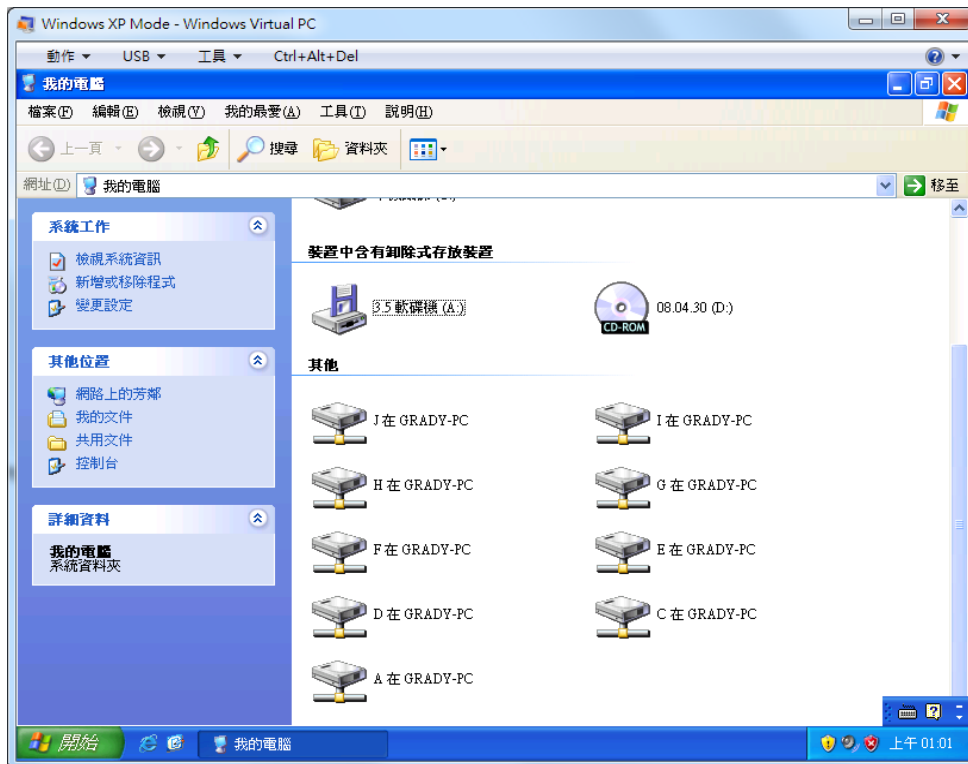 Windows XP Mode - Windows Virtual PC
動作 USB 工具 Ctrl+Alt+Del
我的電腦
檔案(F) 編輯(E) 檢視(V) 我的最愛(A) 工具(T) 說明(H)
上一頁 搜尋 資料夾
網址(D) 我的電腦 移至
系統工作
檢視系統資訊
新增或移除程式
變更設定
其他位置
網路上的芳鄰
我的文件
共用文件
控制台
詳細資料
我的電腦
系統資料夾
裝置中含有卸除式存放裝置
3.5 軟碟機 (A:)
08.04.30 (D:)
CD-ROM
其他
J 在 GRADY-PC
I 在 GRADY-PC
H 在 GRADY-PC
G 在 GRADY-PC
F 在 GRADY-PC
E 在 GRADY-PC
D 在 GRADY-PC
C 在 GRADY-PC
A 在 GRADY-PC
開始 我的電腦 上午 01:01